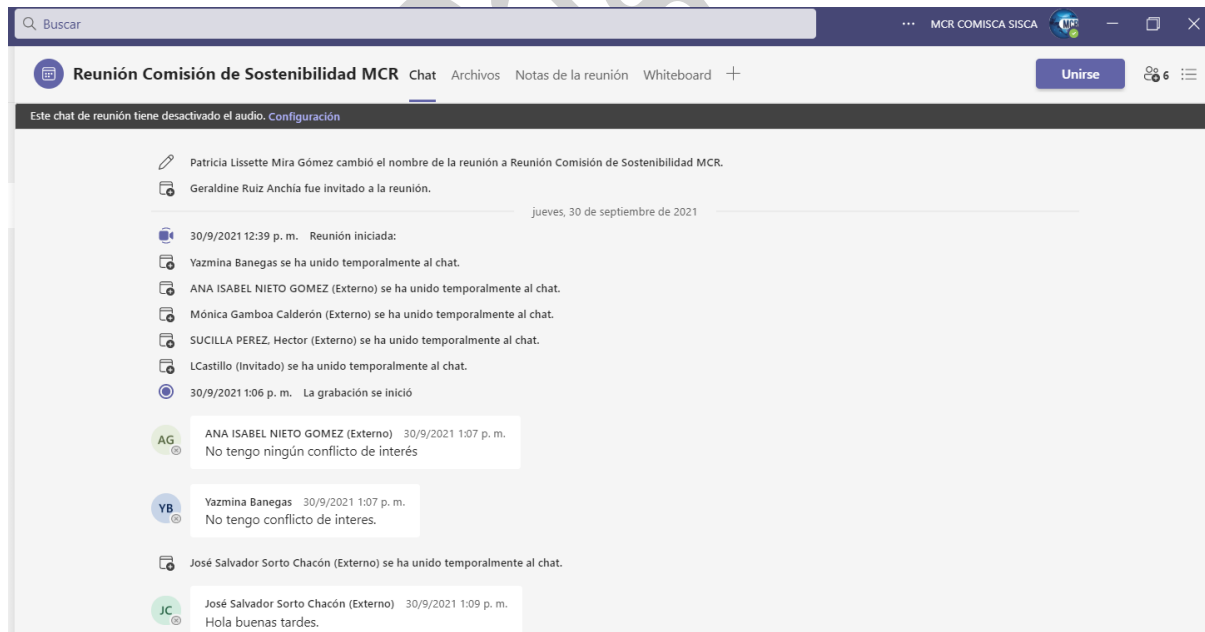 Buscar
MCR COMISCA SISCA
Reunión Comisión de Sostenibilidad MCR Chat Archivos Notas de la reunión Whiteboard
Unirse
6
Este chat de reunión tiene desactivado el audio. Configuración
Patricia Lissette Mira Gómez cambió el nombre de la reunión a Reunión Comisión de Sostenibilidad MCR.
Geraldine Ruiz Anchía fue invitado a la reunión.
jueves, 30 de septiembre de 2021
30/9/2021 12:39 p. m. Reunión iniciada:
Yazmina Banegas se ha unido temporalmente al chat.
ANA ISABEL NIETO GOMEZ (Externo) se ha unido temporalmente al chat.
Mónica Gamboa Calderón (Externo) se ha unido temporalmente al chat.
SUCILLA PEREZ, Hector (Externo) se ha unido temporalmente al chat.
LCastillo (Invitado) se ha unido temporalmente al chat.
30/9/2021 1:06 p. m. La grabación se inició
AG
ANA ISABEL NIETO GOMEZ (Externo) 30/9/2021 1:07 p. m.
No tengo ningún conflicto de interés
YB
Yazmina Banegas 30/9/2021 1:07 p. m.
No tengo conflicto de interes.
José Salvador Sorto Chacón (Externo) se ha unido temporalmente al chat.
JC
José Salvador Sorto Chacón (Externo) 30/9/2021 1:09 p. m.
Hola buenas tardes.